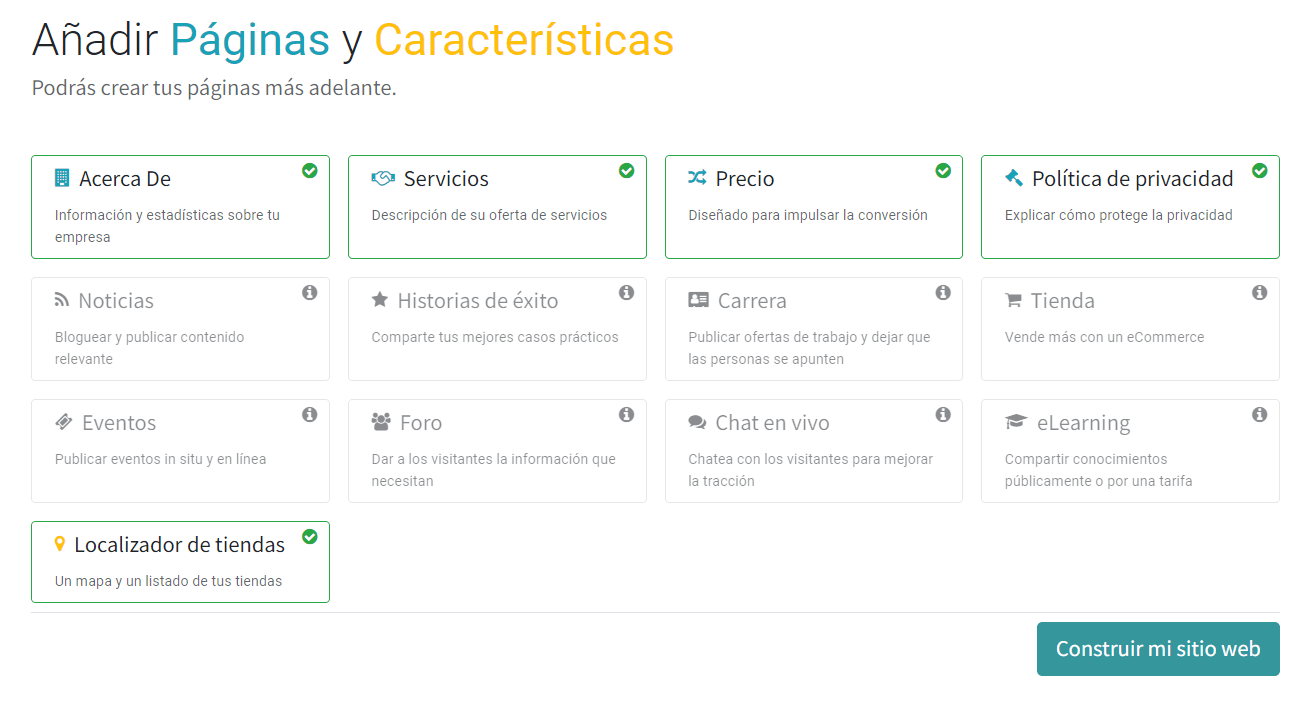 Añadir Páginas y Características
Podrás crear tus páginas más adelante.
Acerca De
Información y estadísticas sobre tu
empresa
Servicios
Descripción de su oferta de servicios
Precio
Diseñado para impulsar la conversión
Política de privacidad
Explicar cómo protege la privacidad
Noticias
Bloguear y publicar contenido
relevante
Historias de éxito
Comparte tus mejores casos prácticos
Carrera
Publicar ofertas de trabajo y dejar que
las personas se apunten
Tienda
Vende más con un eCommerce
Eventos
Publicar eventos in situ y en línea
Foro
Dar a los visitantes la información que
necesitan
Chat en vivo
Chatea con los visitantes para mejorar
la tracción
eLearning
Compartir conocimientos
públicamente o por una tarifa
Localizador de tiendas
Un mapa y un listado de tus tiendas
Construir mi sitio web